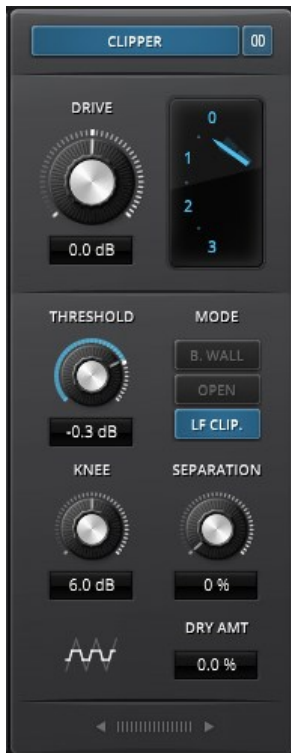 CLIPPER
DRIVE
0
1
2
3
0.0 dB
THRESHOLD
MODE
B. WALL
OPEN
LF CLIP.
-0.3 dB
KNEE
SEPARATION
6.0 dB
0 %
DRY AMT
0.0 %